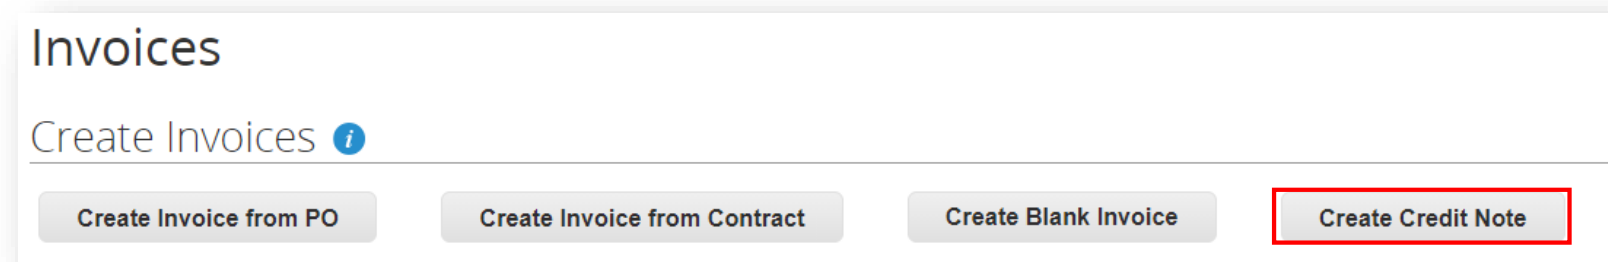 Invoices
Create Invoices i
Create Invoice from PO Create Invoice from Contract Create Blank Invoice Create Credit Note